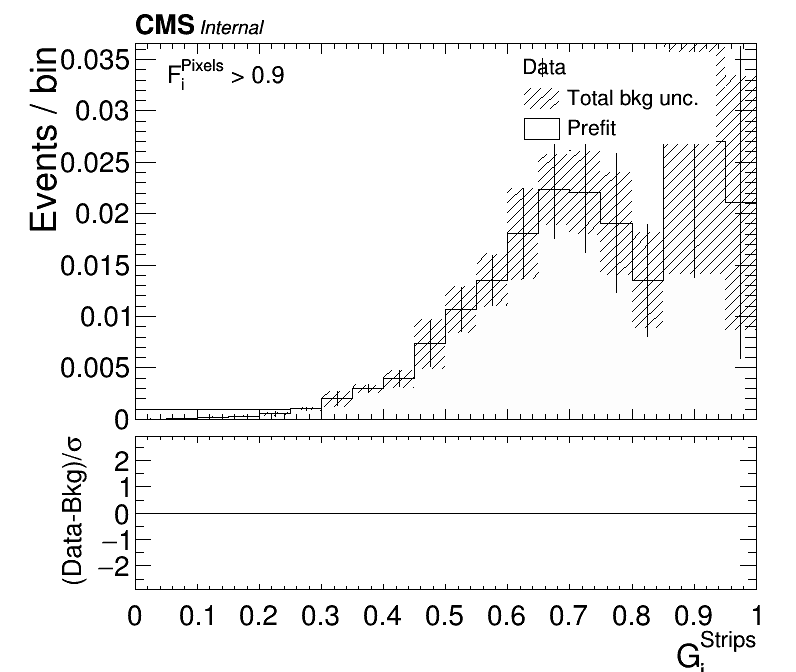 CMS Internal
Events / bin
F_i^Pixels > 0.9
Data
Total bkg unc.
Prefit
0.035
0.03
0.025
0.02
0.015
0.01
0.005
0
(Data-Bkg)/σ
2
1
0
−1
−2
0 0.1 0.2 0.3 0.4 0.5 0.6 0.7 0.8 0.9 1
G_i^Strips